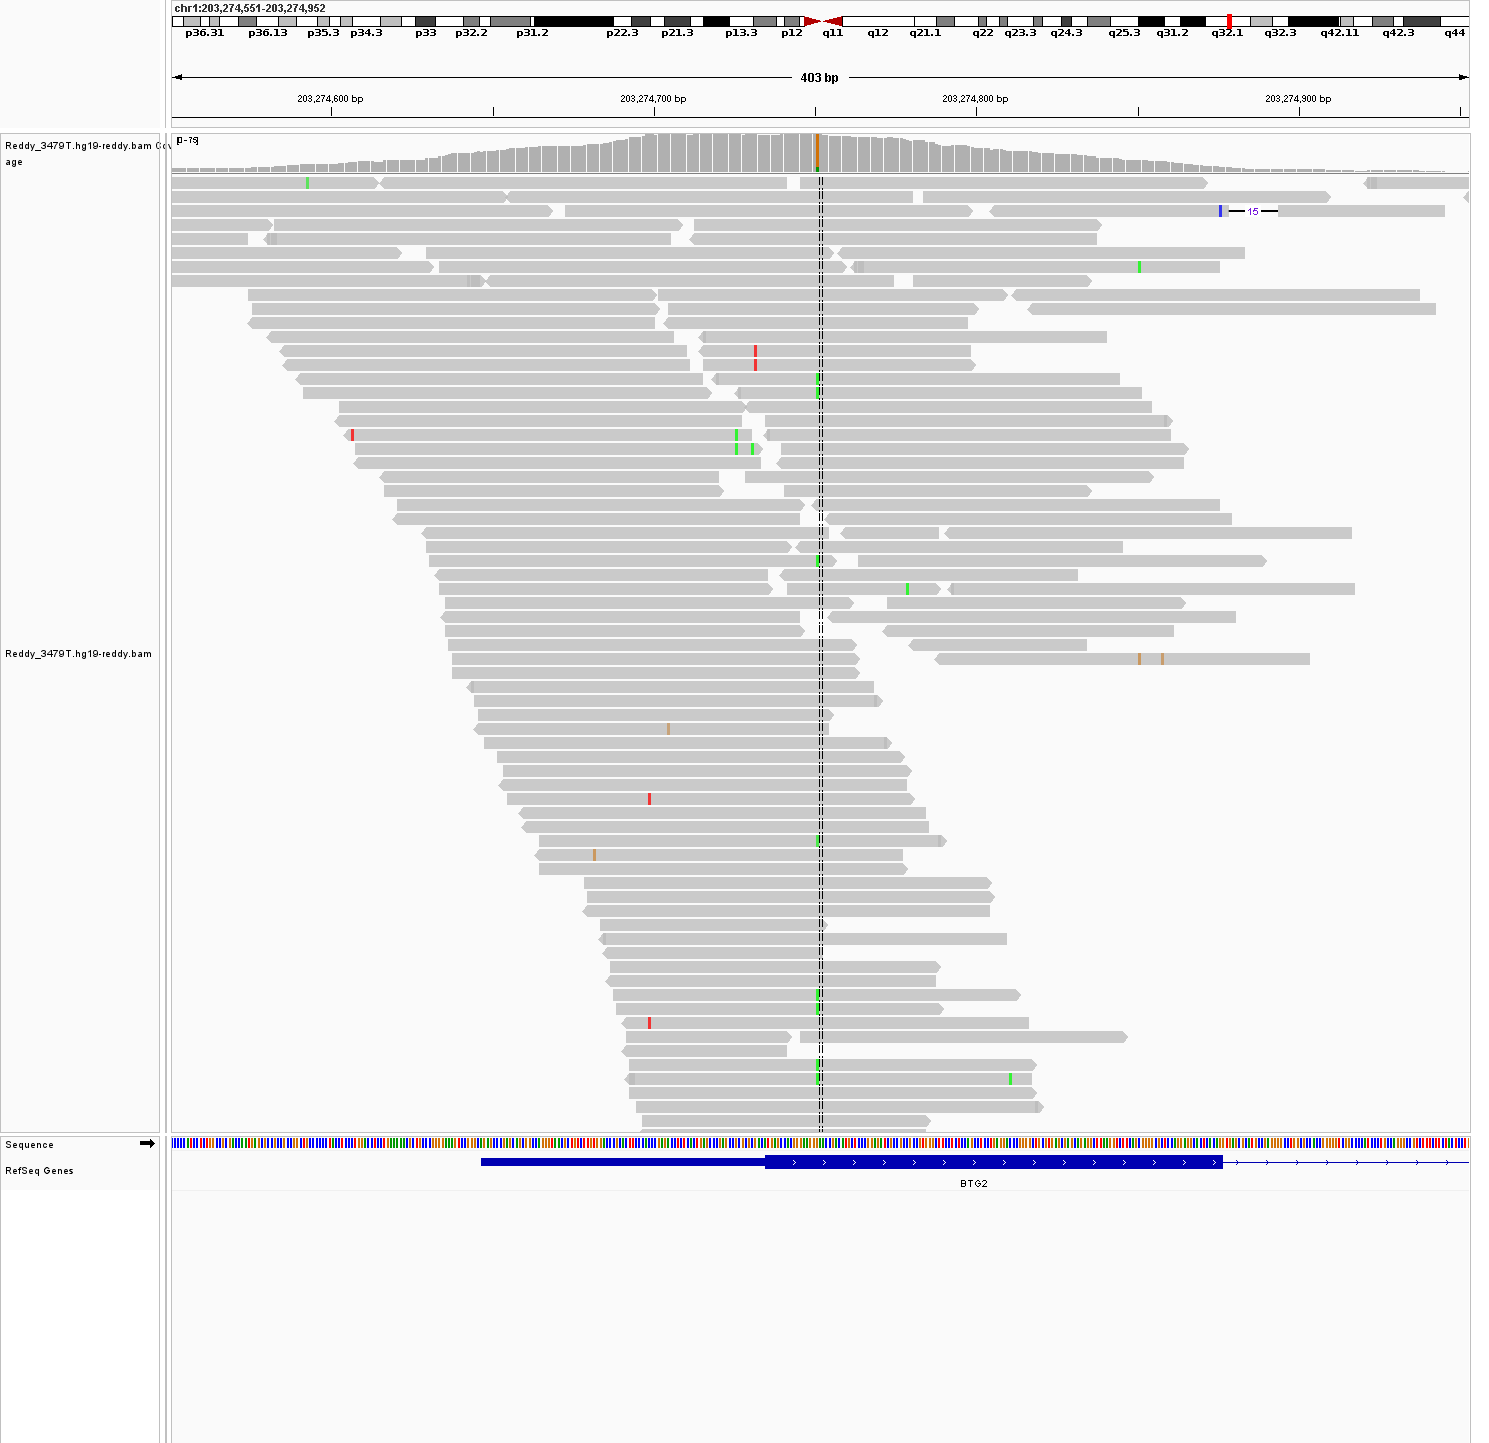 chr1:203,274,551-203,274,952
p36.31 p36.13 p35.3 p34.3 p33 p32.2 p31.2 p22.3 p21.3 p13.3 p12 q11 q12 q21.1 q22 q23.3 q24.3 q25.3 q31.2 q32.1 q32.3 q42.11 q42.3 q44
403 bp
203,274,600 bp 203,274,700 bp 203,274,800 bp 203,274,900 bp
Reddy_3479T.hg19-reddy.bam Cov
age
[0-75]
15
Reddy_3479T.hg19-reddy.bam
Sequence
RefSeq Genes
BTG2